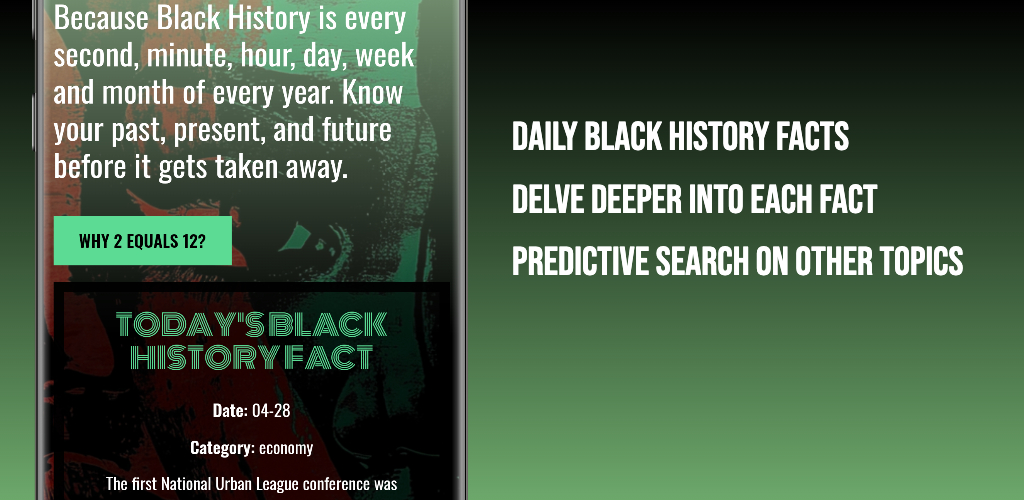 Because Black History is every
second, minute, hour, day, week
and month of every year. Know
your past, present, and future
before it gets taken away.
WHY 2 EQUALS 12?
TODAY'S BLACK
HISTORY FACT
Date: 04-28
Category: economy
The first National Urban League conference was
DAILY BLACK HISTORY FACTS
DELVE DEEPER INTO EACH FACT
PREDICTIVE SEARCH ON OTHER TOPICS